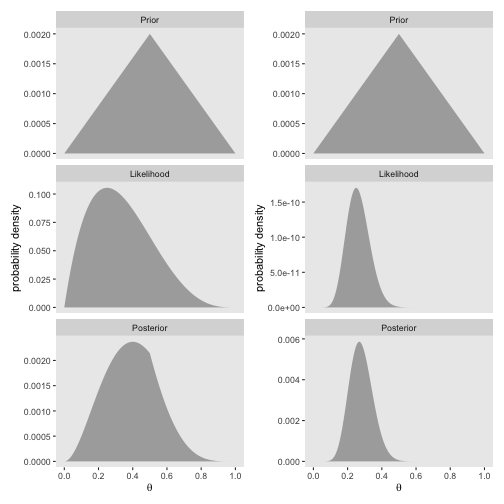 Prior
0.0020
0.0015
0.0010
0.0005
0.0000
Likelihood
0.100
0.075
0.050
0.025
0.000
probability density
Posterior
0.0020
0.0015
0.0010
0.0005
0.0000
0.0 0.2 0.4 0.6 0.8 1.0
θ
Prior
0.0020
0.0015
0.0010
0.0005
0.0000
Likelihood
1.5e-10
1.0e-10
5.0e-11
0.0e+00
probability density
Posterior
0.006
0.004
0.002
0.000
0.0 0.2 0.4 0.6 0.8 1.0
θ